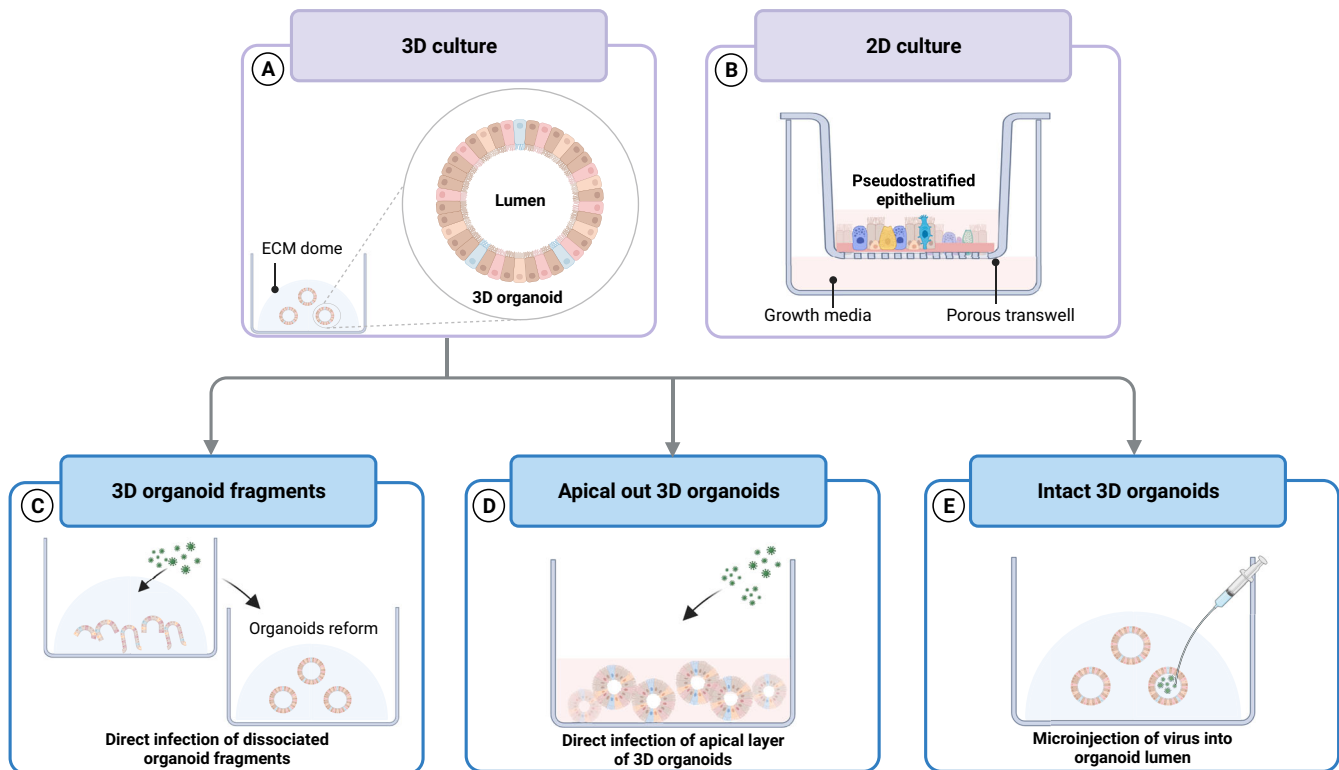 3D culture
A
Lumen
ECM dome
3D organoid
2D culture
B
Pseudostratified
epithelium
Growth media
Porous transwell
3D organoid fragments
C
Organoids reform
Direct infection of dissociated
organoid fragments
Apical out 3D organoids
D
Direct infection of apical layer
of 3D organoids
Intact 3D organoids
E
Microinjection of virus into
organoid lumen